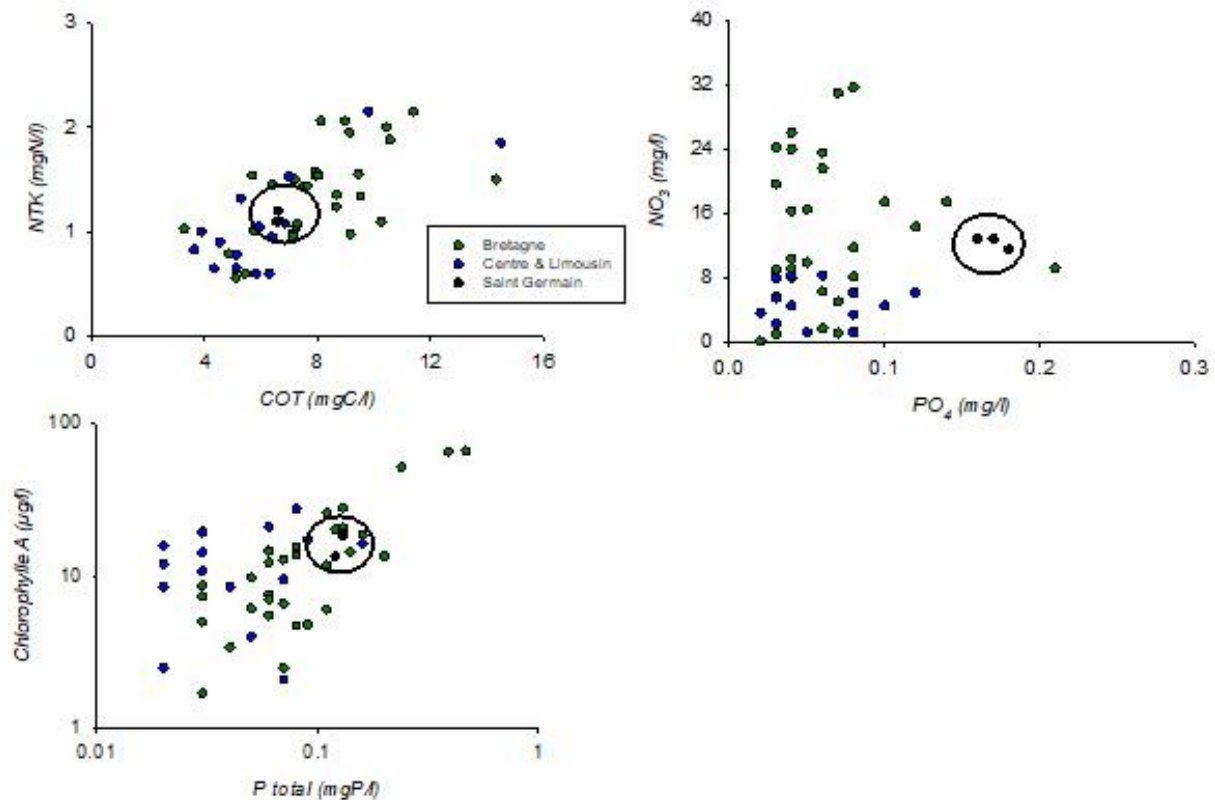 3
2
1
0
NTK (mgN/l)
0
4
8
12
16
COT (mgC/l)
Bretagne
Centre & Limousin
Saint Germain
40
32
24
16
8
0
NO3 (mg/l)
0.0
0.1
0.2
0.3
PO4 (mg/l)
100
10
1
Chlorophylle A (µg/l)
0.01
0.1
1
P total (mgP/l)